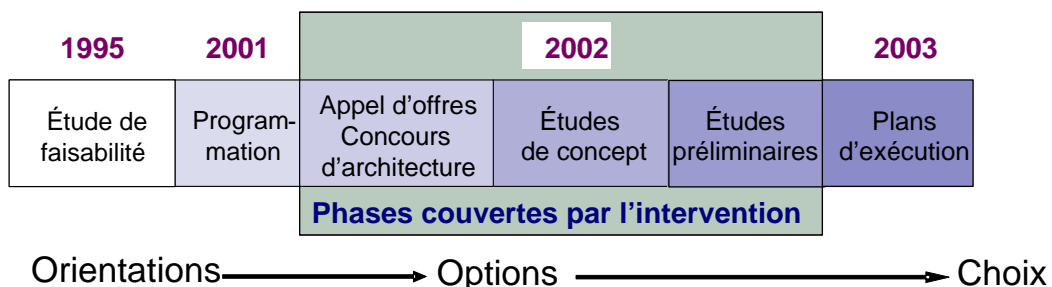 1995 2001 2002 2003
Étude de
faisabilité
Program-
mation
Appel d’offres
Concours
d’architecture
Études
de concept
Études
préliminaires
Plans
d’exécution
Phases couvertes par l’intervention
Orientations Options Choix